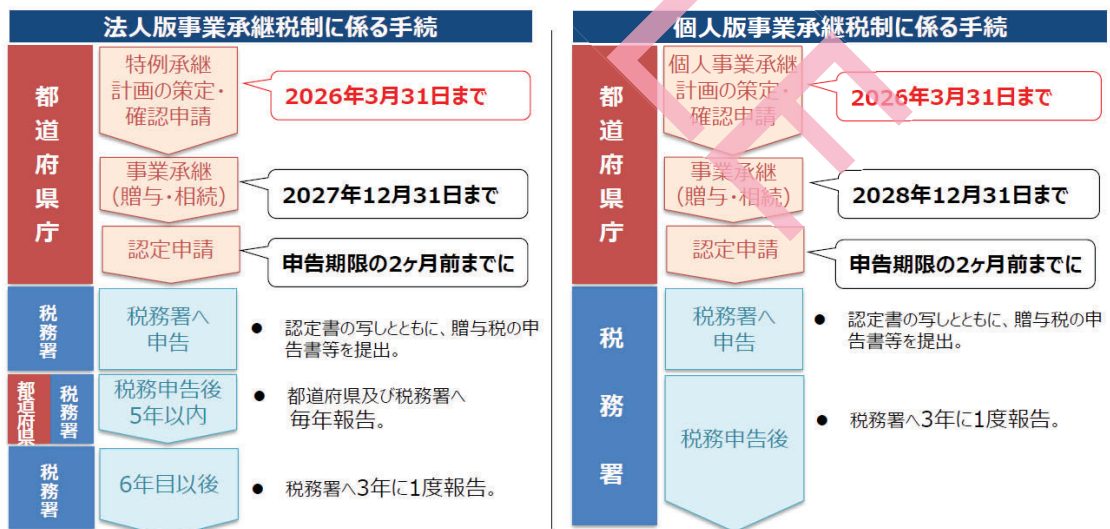 法人版事業承継税制に係る手続
都道府県庁
特例承継
計画の策定・
確認申請
2026年3月31日まで
事業承継
(贈与・相続)
2027年12月31日まで
認定申請
申告期限の2ヶ月前までに
税務署
税務署へ
申告
● 認定書の写しとともに、贈与税の申
告書等を提出。
都道府県
税務署
税務申告後
5年以内
● 都道府県及び税務署へ
毎年報告。
税務署
6年目以後
● 税務署へ3年に1度報告。
個人版事業承継税制に係る手続
都道府県庁
個人事業承継
計画の策定・
確認申請
2026年3月31日まで
事業承継
(贈与・相続)
2028年12月31日まで
認定申請
申告期限の2ヶ月前までに
税務署
税務署へ
申告
● 認定書の写しとともに、贈与税の申
告書等を提出。
税務申告後
● 税務署へ3年に1度報告。